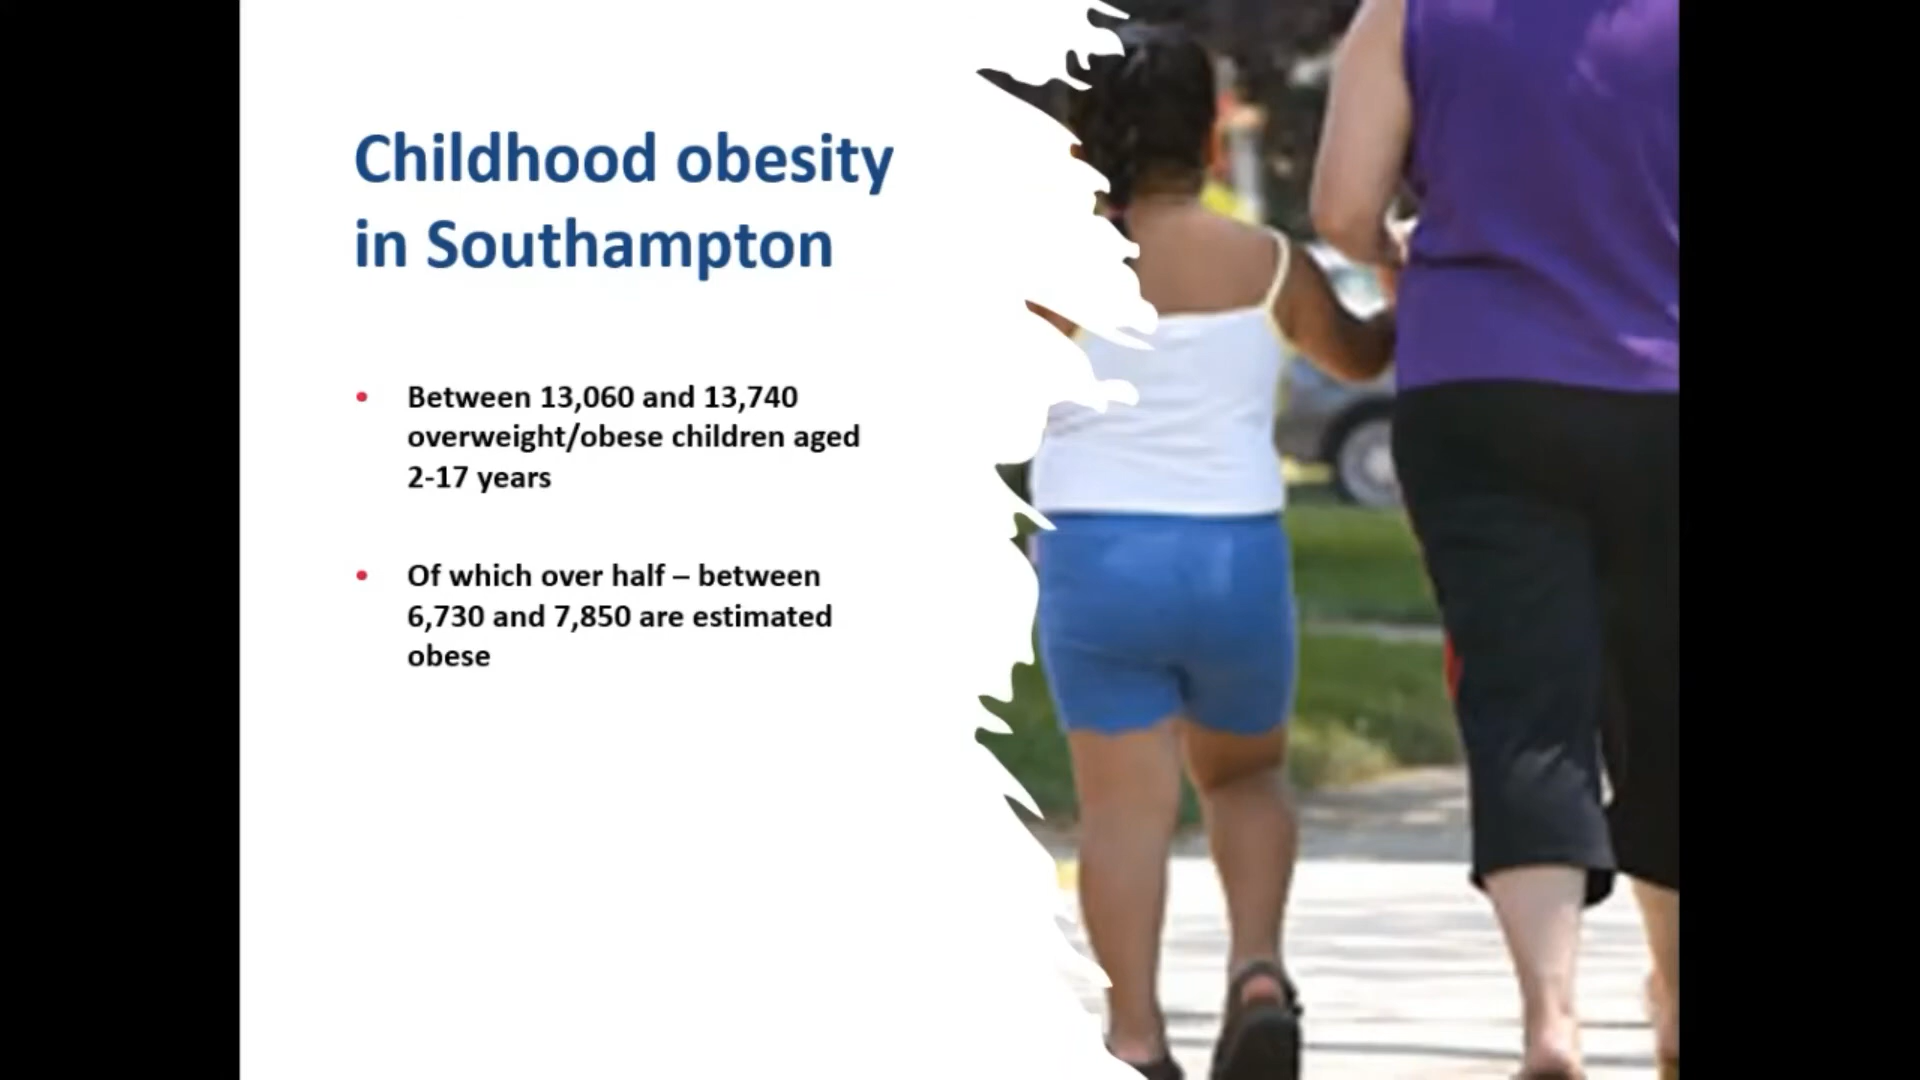 Childhood obesity
in Southampton
• Between 13,060 and 13,740
overweight/obese children aged
2-17 years
• Of which over half – between
6,730 and 7,850 are estimated
obese